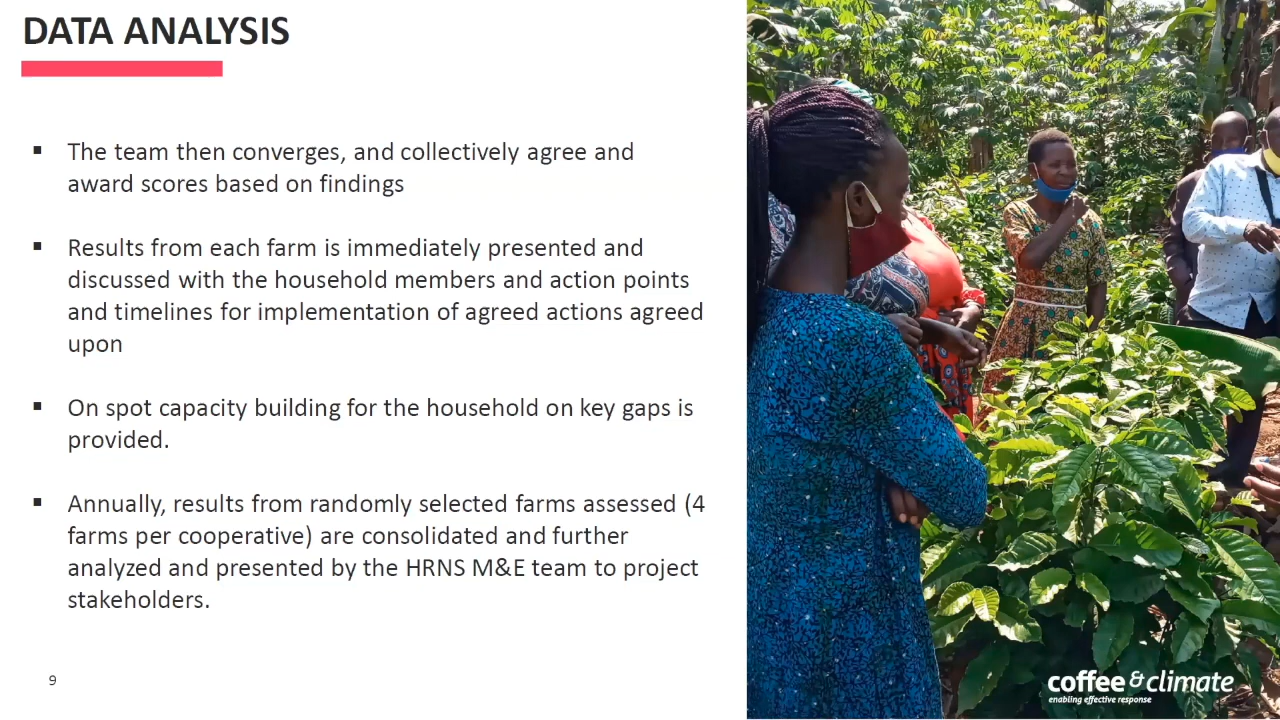 DATA ANALYSIS
▪ The team then converges, and collectively agree and
award scores based on findings
▪ Results from each farm is immediately presented and
discussed with the household members and action points
and timelines for implementation of agreed actions agreed
upon
▪ On spot capacity building for the household on key gaps is
provided.
▪ Annually, results from randomly selected farms assessed (4
farms per cooperative) are consolidated and further
analyzed and presented by the HRNS M&E team to project
stakeholders.
9
coffee & climate
enabling effective response